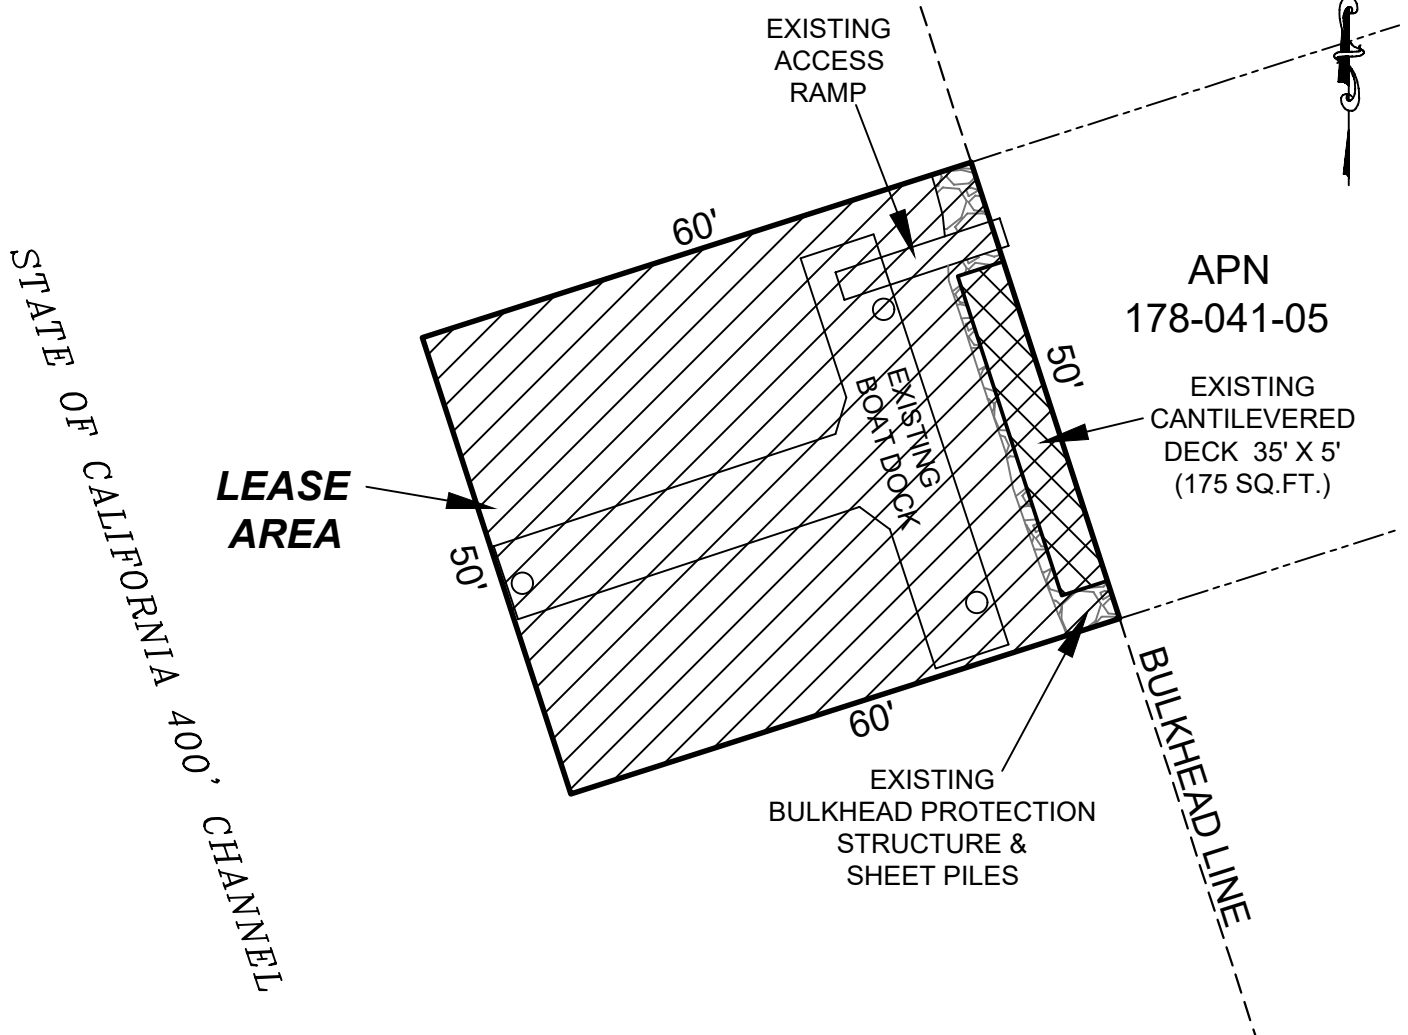 EXISTING
ACCESS
RAMP
60'
STATE OF CALIFORNIA 400' CHANNEL
APN
178-041-05
50'
EXISTING
CANTILEVERED
DECK 35' X 5'
(175 SQ.FT.)
EXISTING
BOAT DOCK
LEASE
AREA
50'
60'
BULKHEAD LINE
EXISTING
BULKHEAD PROTECTION
STRUCTURE &
SHEET PILES